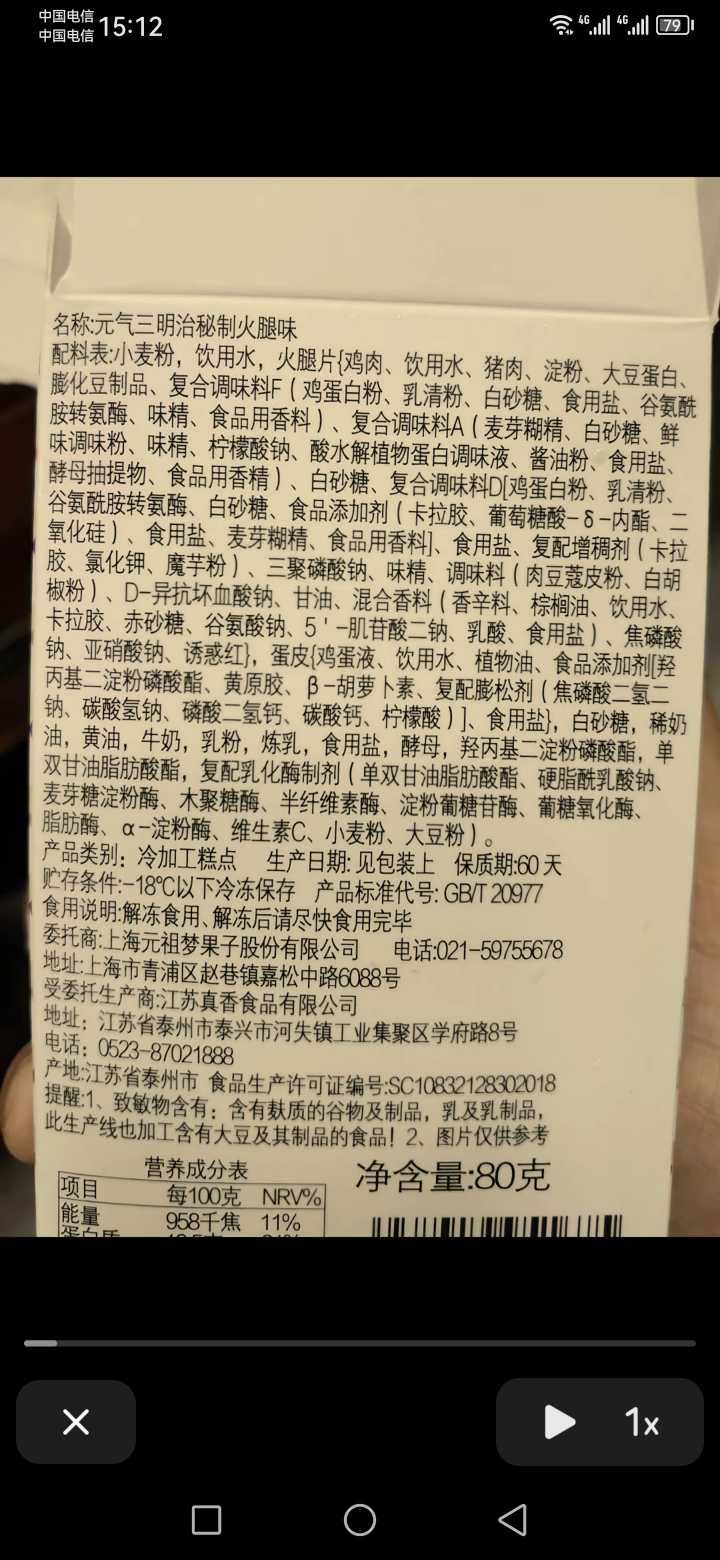 中国电信
中国电信
15:12
4G
4G
79
名称:元气三明治秘制火腿味
配料表:小麦粉，饮用水，火腿片{鸡肉、饮用水、猪肉、淀粉、大豆蛋白、
膨化豆制品、复合调味料F（鸡蛋白粉、乳清粉、白砂糖、食用盐、谷氨酰
胺转氨酶、味精、食品用香料）、复合调味料A（麦芽糊精、白砂糖、鲜
味调味粉、味精、柠檬酸钠、酸水解植物蛋白调味液、酱油粉、食用盐、
酵母抽提物、食品用香精）、白砂糖、复合调味料D[鸡蛋白粉、乳清粉、
谷氨酰胺转氨酶、白砂糖、食品添加剂（卡拉胶、葡萄糖酸-δ-内酯、二
氧化硅）、食用盐、麦芽糊精、食品用香料]、食用盐、复配增稠剂（卡拉
胶、氯化钾、魔芋粉）、三聚磷酸钠、味精、调味料（肉豆蔻皮粉、白胡
椒粉）、D-异抗坏血酸钠、甘油、混合香料（香辛料、棕榈油、饮用水、
卡拉胶、赤砂糖、谷氨酸钠、5'-肌苷酸二钠、乳酸、食用盐）、焦磷酸
钠、亚硝酸钠、诱惑红}，蛋皮{鸡蛋液、饮用水、植物油、食品添加剂[羟
丙基二淀粉磷酸酯、黄原胶、β-胡萝卜素、复配膨松剂（焦磷酸二氢二
钠、碳酸氢钠、磷酸二氢钙、碳酸钙、柠檬酸）]、食用盐}，白砂糖，稀奶
油，黄油，牛奶，乳粉，炼乳，食用盐，酵母，羟丙基二淀粉磷酸酯，单
双甘油脂肪酸酯，复配乳化酶制剂（单双甘油脂肪酸酯、硬脂酰乳酸钠、
麦芽糖淀粉酶、木聚糖酶、半纤维素酶、淀粉葡糖苷酶、葡糖氧化酶、
脂肪酶、α-淀粉酶、维生素C、小麦粉、大豆粉）。
产品类别：冷加工糕点 生产日期:见包装上 保质期:60天
贮存条件:-18℃以下冷冻保存 产品标准代号:GB/T 20977
食用说明:解冻食用、解冻后请尽快食用完毕
委托商:上海元祖梦果子股份有限公司 电话:021-59755678
地址:上海市青浦区赵巷镇嘉松中路6088号
受委托生产商:江苏真香食品有限公司
地址：江苏省泰州市泰兴市河失镇工业集聚区学府路8号
电话：0523-87021888
产地:江苏省泰州市 食品生产许可证编号:SC10832128302018
提醒:1、致敏物含有：含有麸质的谷物及制品，乳及乳制品，
此生产线也加工含有大豆及其制品的食品！2、图片仅供参考
营养成分表
净含量:80克
项目 每100克 NRV%
能量 958千焦 11%
1x